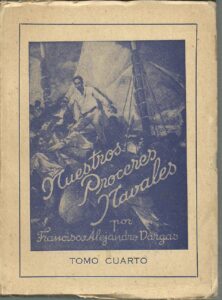 Nuestros
Próceres
Navales
por
Francisco Alejandro Vargas
TOMO CUARTO